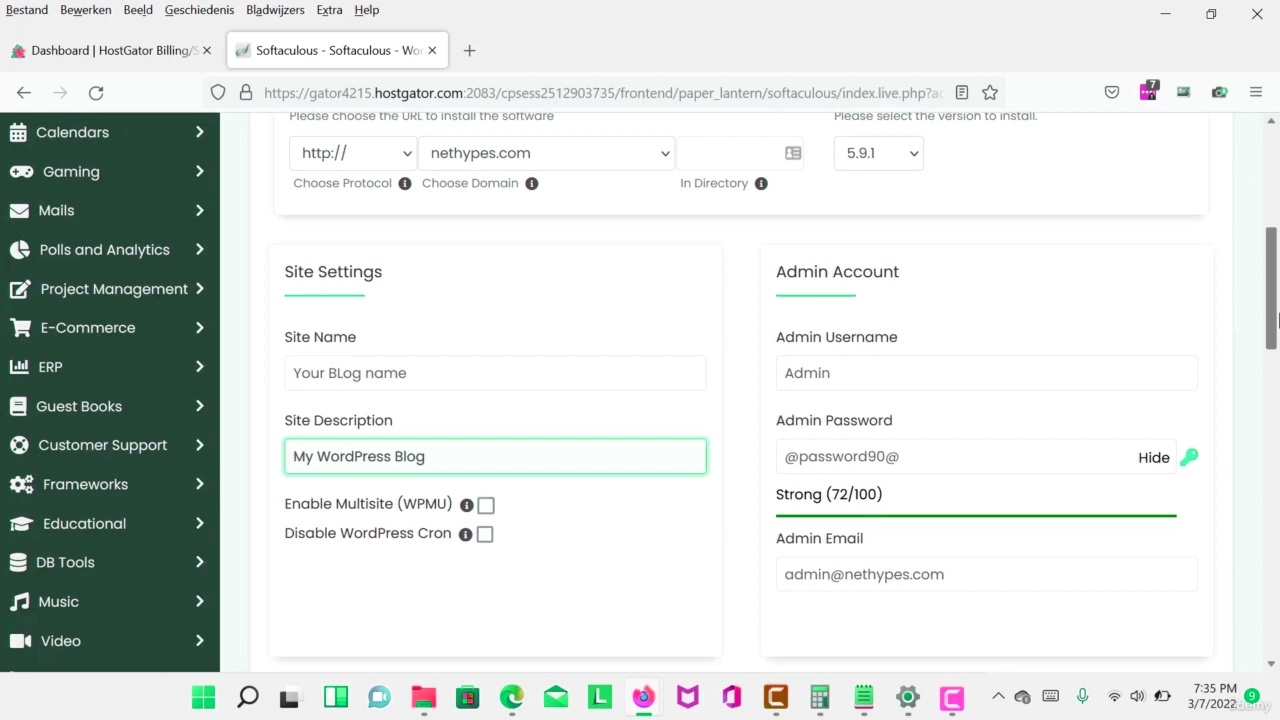 Bestand Bewerken Beeld Geschiedenis Bladwijzers Extra Help
Dashboard | HostGator Billing/S
Softaculous - Softaculous - Wor
https://gator4215.hostgator.com:2083/cpsess2512903735/frontend/paper_lantern/softaculous/index.live.php?ac
7
Calendars
Gaming
Mails
Polls and Analytics
Project Management
E-Commerce
ERP
Guest Books
Customer Support
Frameworks
Educational
DB Tools
Music
Video
Please choose the URL to install the software
Please select the version to install.
http://
nethypes.com
5.9.1
Choose Protocol
Choose Domain
In Directory
Site Settings
Site Name
Your BLog name
Site Description
My WordPress Blog
Enable Multisite (WPMU)
Disable WordPress Cron
Admin Account
Admin Username
Admin
Admin Password
@password90@
Hide
Strong (72/100)
Admin Email
admin@nethypes.com
7:35 PM
3/7/2022
9